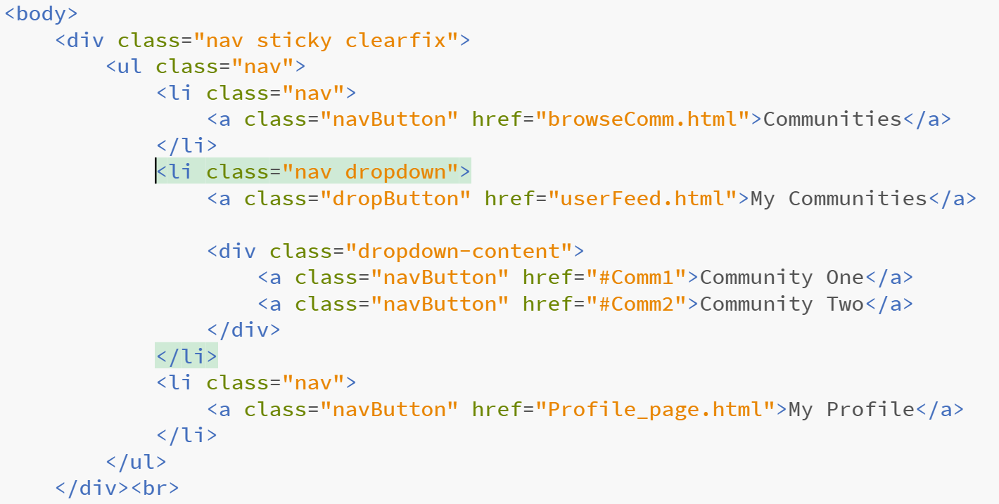 <body>
<div class="nav sticky clearfix">
<ul class="nav">
<li class="nav">
<a class="navButton" href="browseComm.html">Communities</a>
</li>
<li class="nav dropdown">
<a class="dropButton" href="userFeed.html">My Communities</a>
<div class="dropdown-content">
<a class="navButton" href="#Comm1">Community One</a>
<a class="navButton" href="#Comm2">Community Two</a>
</div>
</li>
<li class="nav">
<a class="navButton" href="Profile_page.html">My Profile</a>
</li>
</ul>
</div><br>